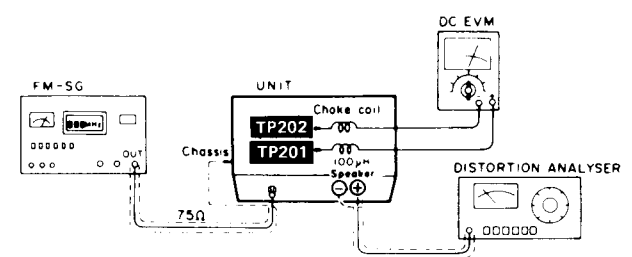 DC EVM
FM-SG
UNIT
Choke coil
TP202
OUT
Chassis
TP201
100μH
Speaker
DISTORTION ANALYSER
− +
75Ω